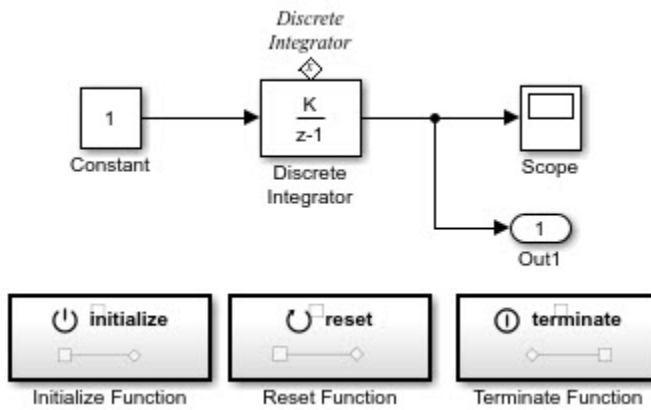 Discrete
Integrator
x
1
K
z-1
Constant
Discrete
Integrator
Scope
1
Out1
initialize
reset
terminate
Initialize Function
Reset Function
Terminate Function